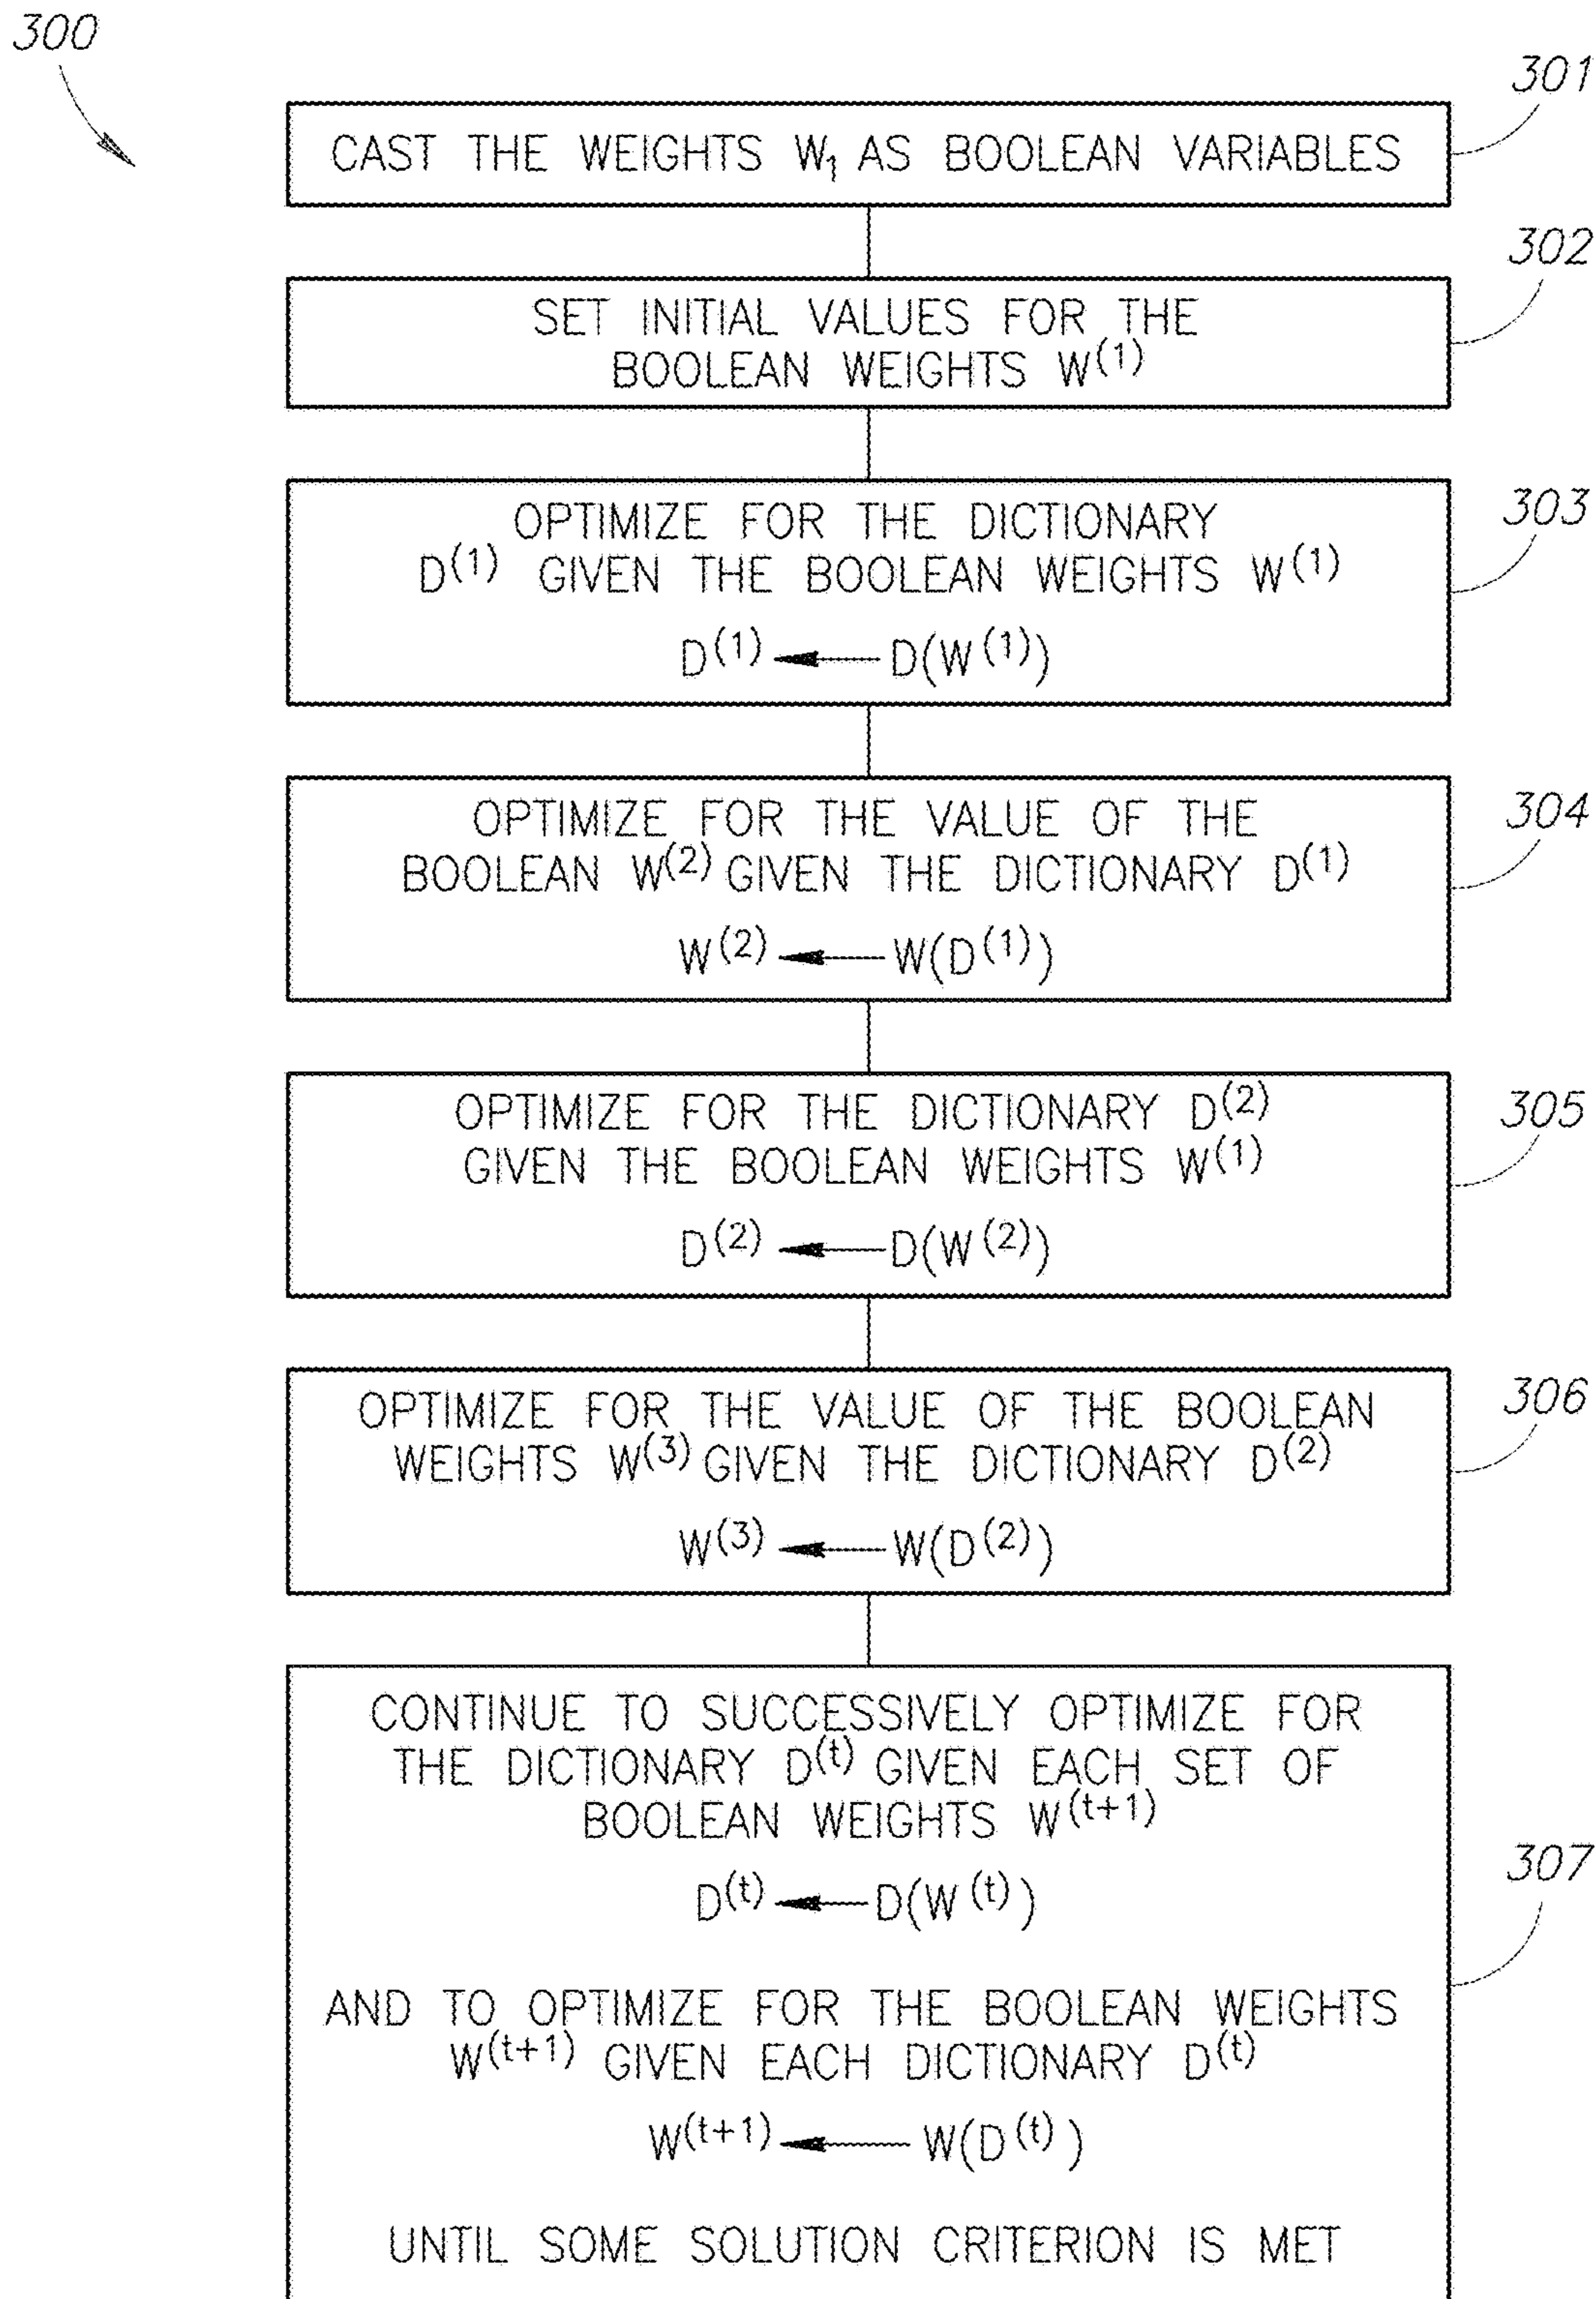 300
301
CAST THE WEIGHTS W₁ AS BOOLEAN VARIABLES
302
SET INITIAL VALUES FOR THE
BOOLEAN WEIGHTS W⁽¹⁾
303
OPTIMIZE FOR THE DICTIONARY
D⁽¹⁾ GIVEN THE BOOLEAN WEIGHTS W⁽¹⁾
D⁽¹⁾ ← D(W⁽¹⁾)
304
OPTIMIZE FOR THE VALUE OF THE
BOOLEAN W⁽²⁾ GIVEN THE DICTIONARY D⁽¹⁾
W⁽²⁾ ← W(D⁽¹⁾)
305
OPTIMIZE FOR THE DICTIONARY D⁽²⁾
GIVEN THE BOOLEAN WEIGHTS W⁽¹⁾
D⁽²⁾ ← D(W⁽²⁾)
306
OPTIMIZE FOR THE VALUE OF THE BOOLEAN
WEIGHTS W⁽³⁾ GIVEN THE DICTIONARY D⁽²⁾
W⁽³⁾ ← W(D⁽²⁾)
307
CONTINUE TO SUCCESSIVELY OPTIMIZE FOR
THE DICTIONARY D⁽ᵗ⁾ GIVEN EACH SET OF
BOOLEAN WEIGHTS W⁽ᵗ⁺¹⁾
D⁽ᵗ⁾ ← D(W⁽ᵗ⁾)
AND TO OPTIMIZE FOR THE BOOLEAN WEIGHTS
W⁽ᵗ⁺¹⁾ GIVEN EACH DICTIONARY D⁽ᵗ⁾
W⁽ᵗ⁺¹⁾ ← W(D⁽ᵗ⁾)
UNTIL SOME SOLUTION CRITERION IS MET